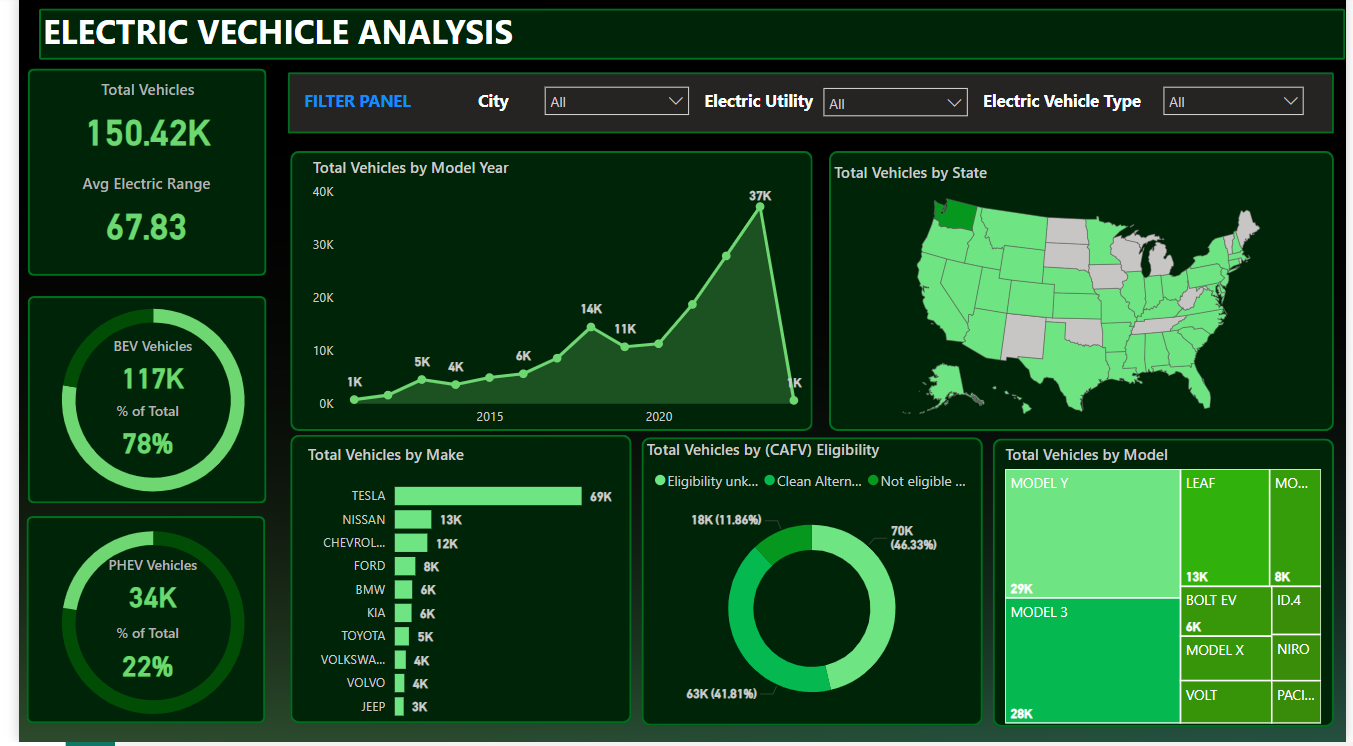 ELECTRIC VECHICLE ANALYSIS
Total Vehicles
150.42K
Avg Electric Range
67.83
FILTER PANEL
City
All
Electric Utility
All
Electric Vehicle Type
All
BEV Vehicles
117K
% of Total
78%
PHEV Vehicles
34K
% of Total
22%
Total Vehicles by Model Year
40K
30K
20K
10K
0K
1K
5K
4K
6K
14K
11K
37K
1K
2015
2020
Total Vehicles by State
Total Vehicles by Make
TESLA 69K
NISSAN 13K
CHEVROL... 12K
FORD 8K
BMW 6K
KIA 6K
TOYOTA 5K
VOLKSWA... 4K
VOLVO 4K
JEEP 3K
Total Vehicles by (CAFV) Eligibility
Eligibility unk... Clean Altern... Not eligible ...
18K (11.86%)
70K
(46.33%)
63K (41.81%)
Total Vehicles by Model
MODEL Y
29K
MODEL 3
28K
LEAF
13K
MO...
8K
BOLT EV
6K
ID.4
MODEL X
NIRO
VOLT
PACI...